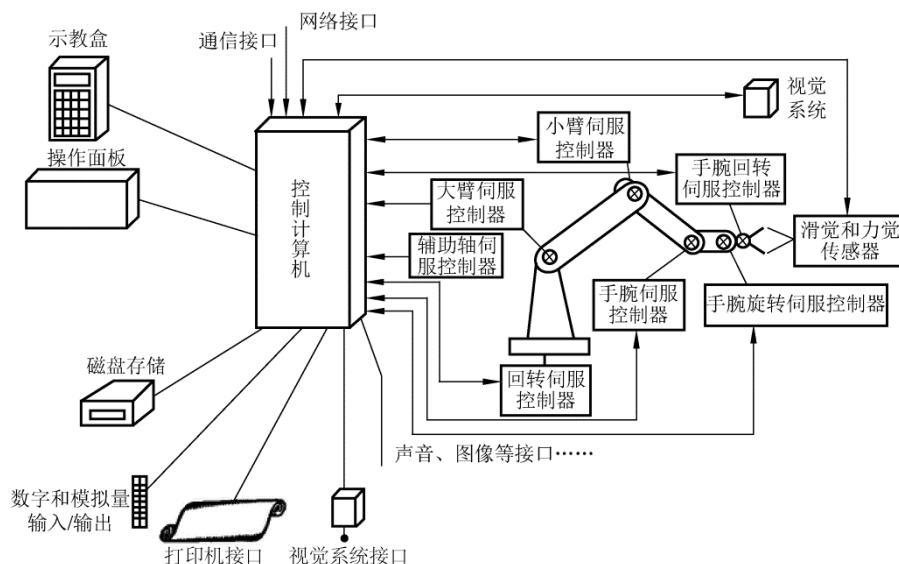 网络接口
示教盒
通信接口
视觉
系统
小臂伺服
控制器
操作面板
手腕回转
伺服控制器
大臂伺服
控制器
控制计算机
滑觉和力觉
传感器
辅助轴伺
服控制器
手腕伺服
控制器
手腕旋转伺服控制器
磁盘存储
回转伺服
控制器
声音、图像等接口……
数字和模拟量
输入/输出
打印机接口
视觉系统接口